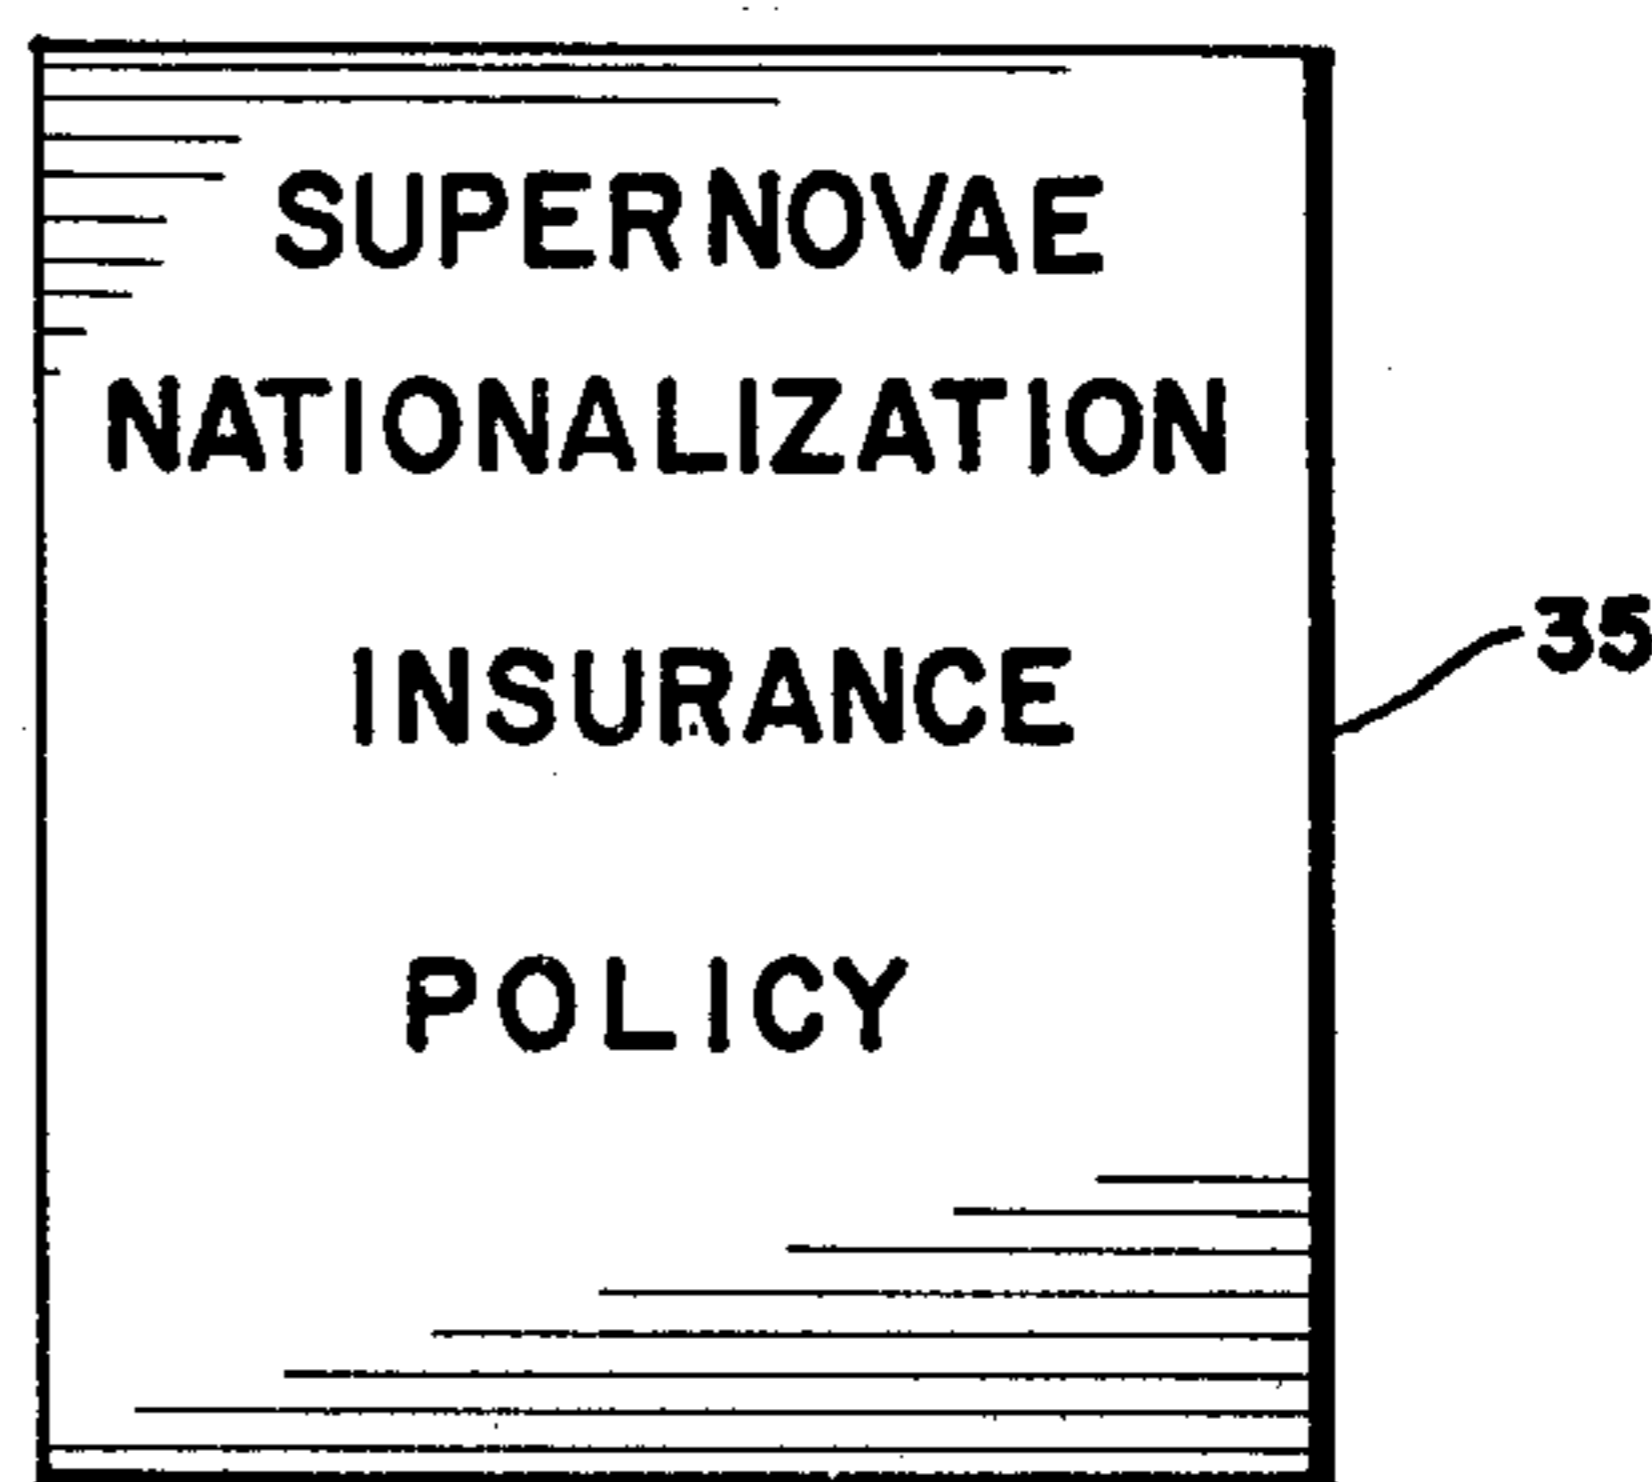 SUPERNOVAE
NATIONALIZATION
INSURANCE
35
POLICY